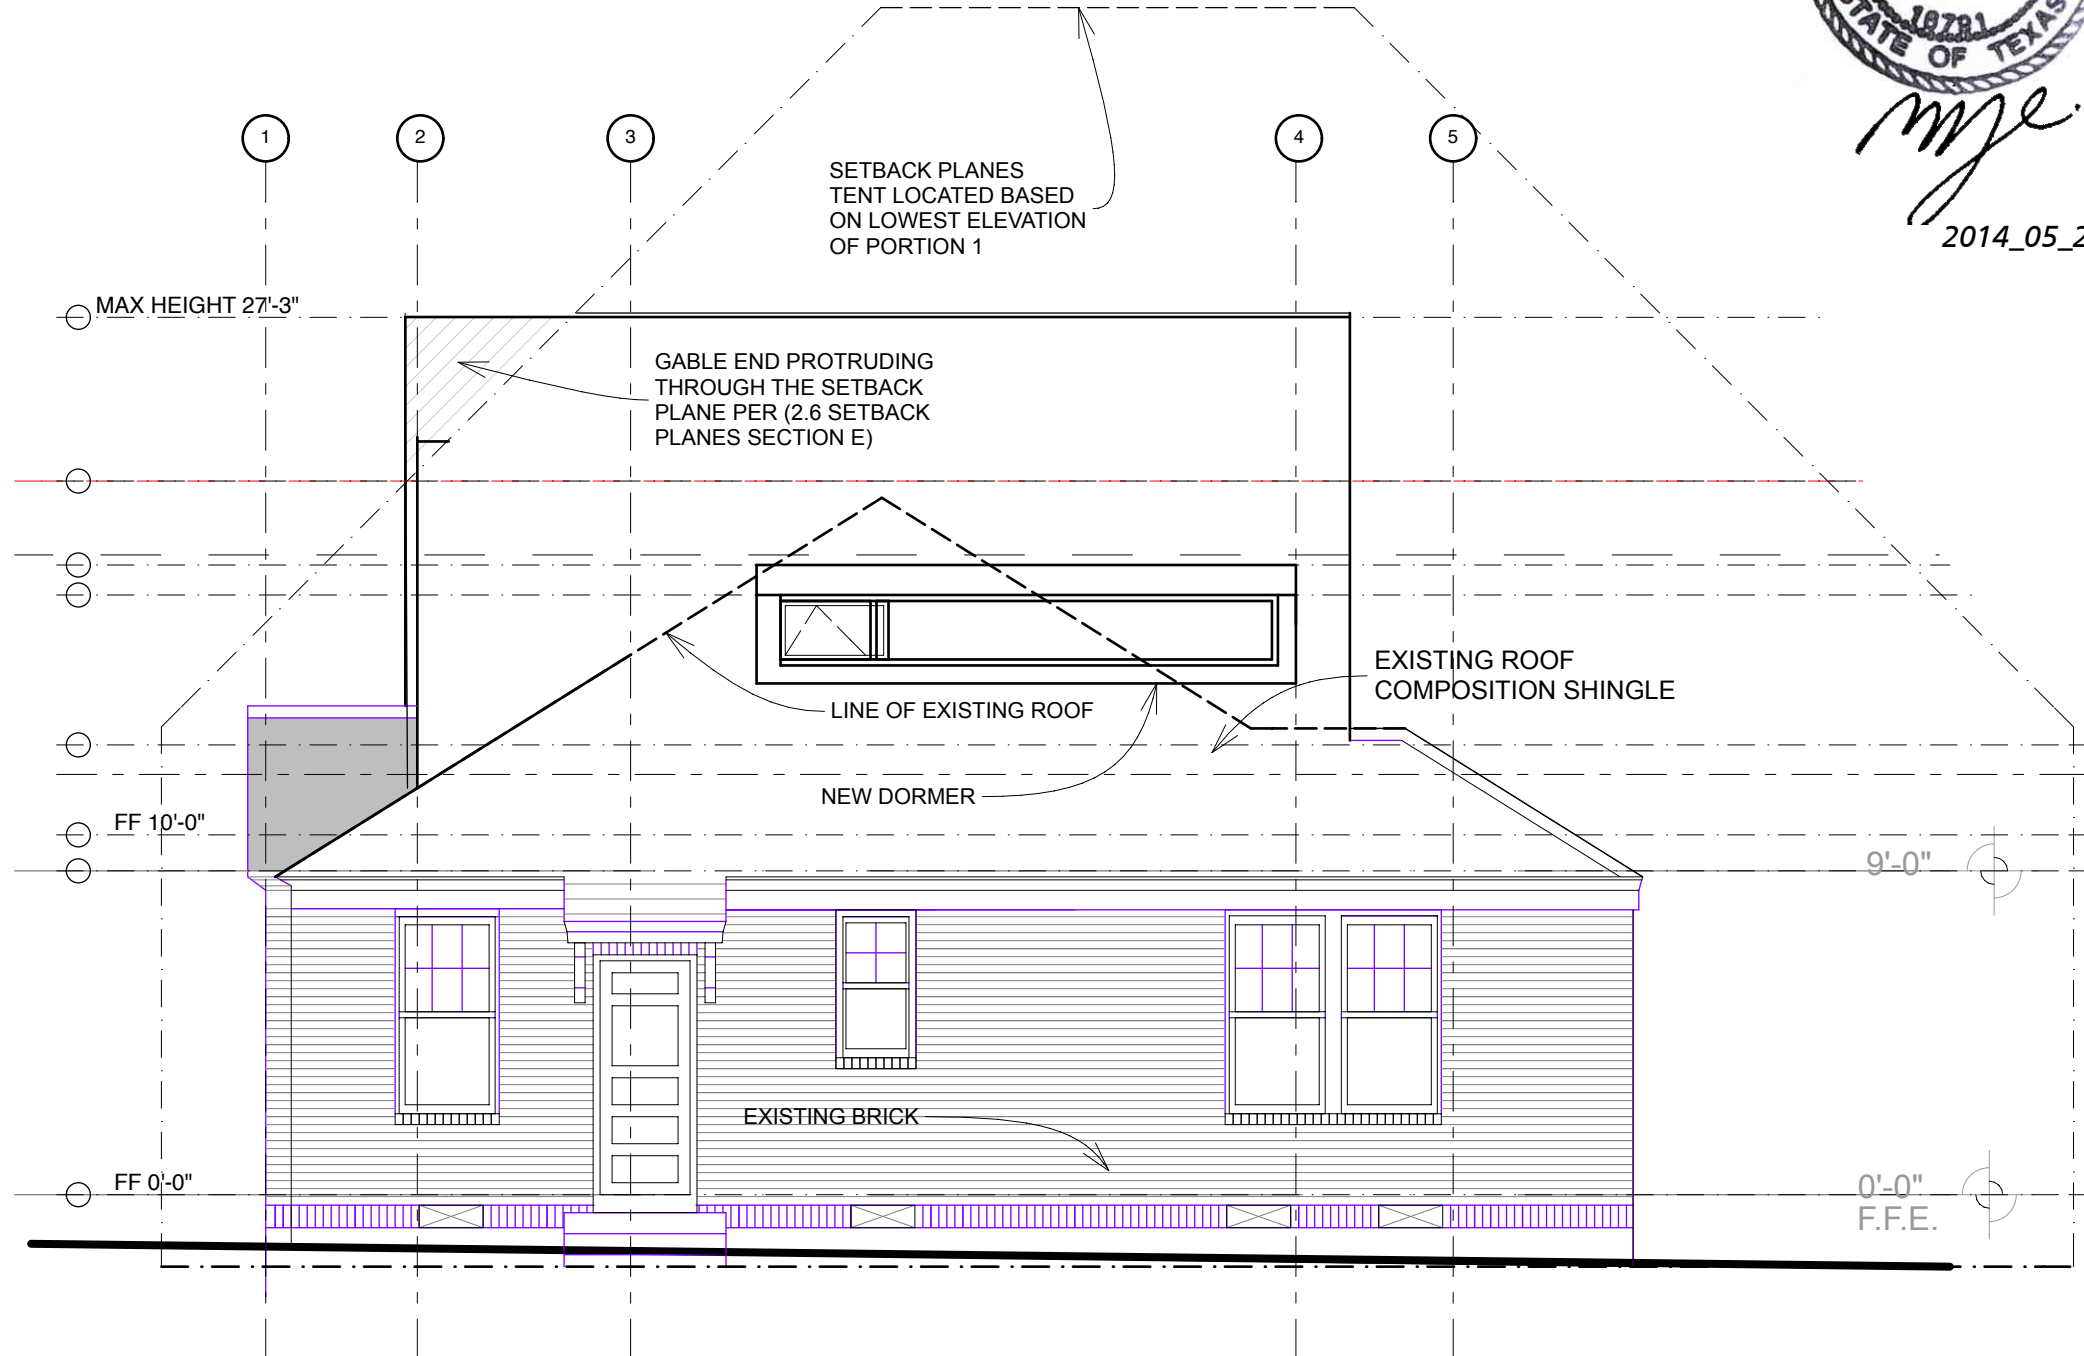 18781
STATE OF TEXAS
2014_05_2
1
2
3
4
5
SETBACK PLANES
TENT LOCATED BASED
ON LOWEST ELEVATION
OF PORTION 1
MAX HEIGHT 27'-3"
GABLE END PROTRUDING
THROUGH THE SETBACK
PLANE PER (2.6 SETBACK
PLANES SECTION E)
EXISTING ROOF
COMPOSITION SHINGLE
LINE OF EXISTING ROOF
NEW DORMER
FF 10'-0"
9'-0"
EXISTING BRICK
FF 0'-0"
0'-0"
F.F.E.